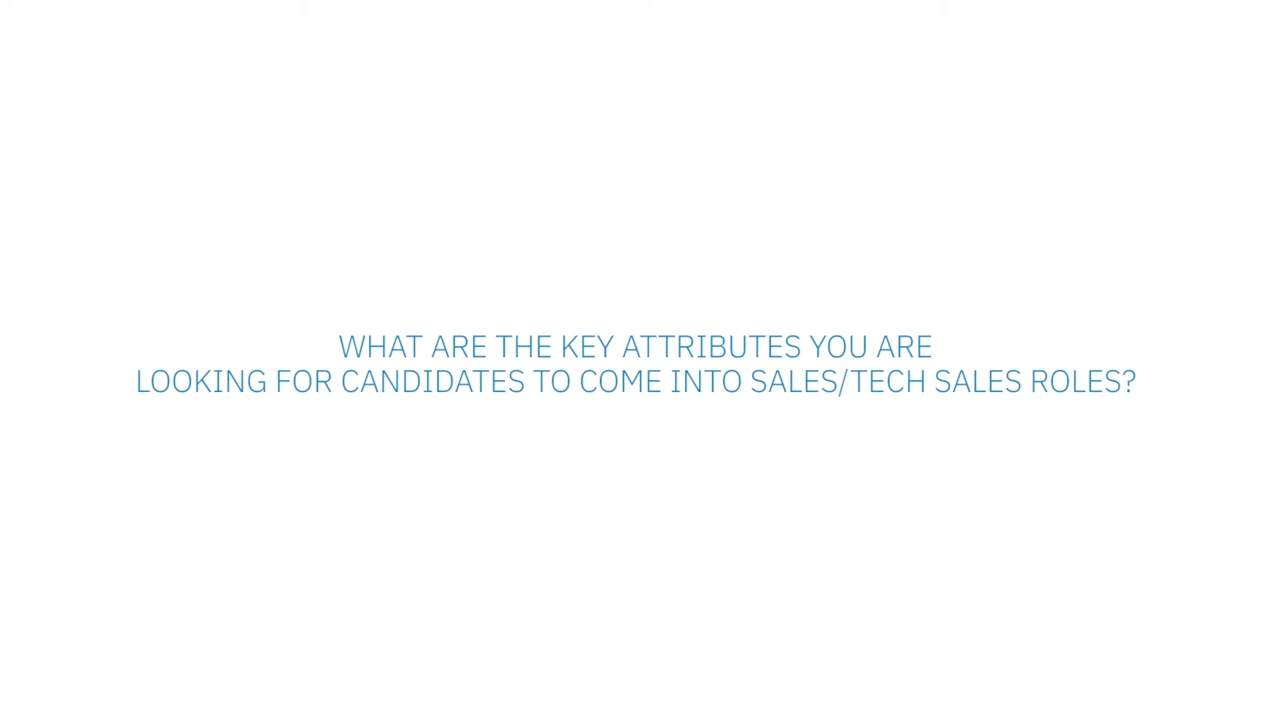 WHAT ARE THE KEY ATTRIBUTES YOU ARE
LOOKING FOR CANDIDATES TO COME INTO SALES/TECH SALES ROLES?